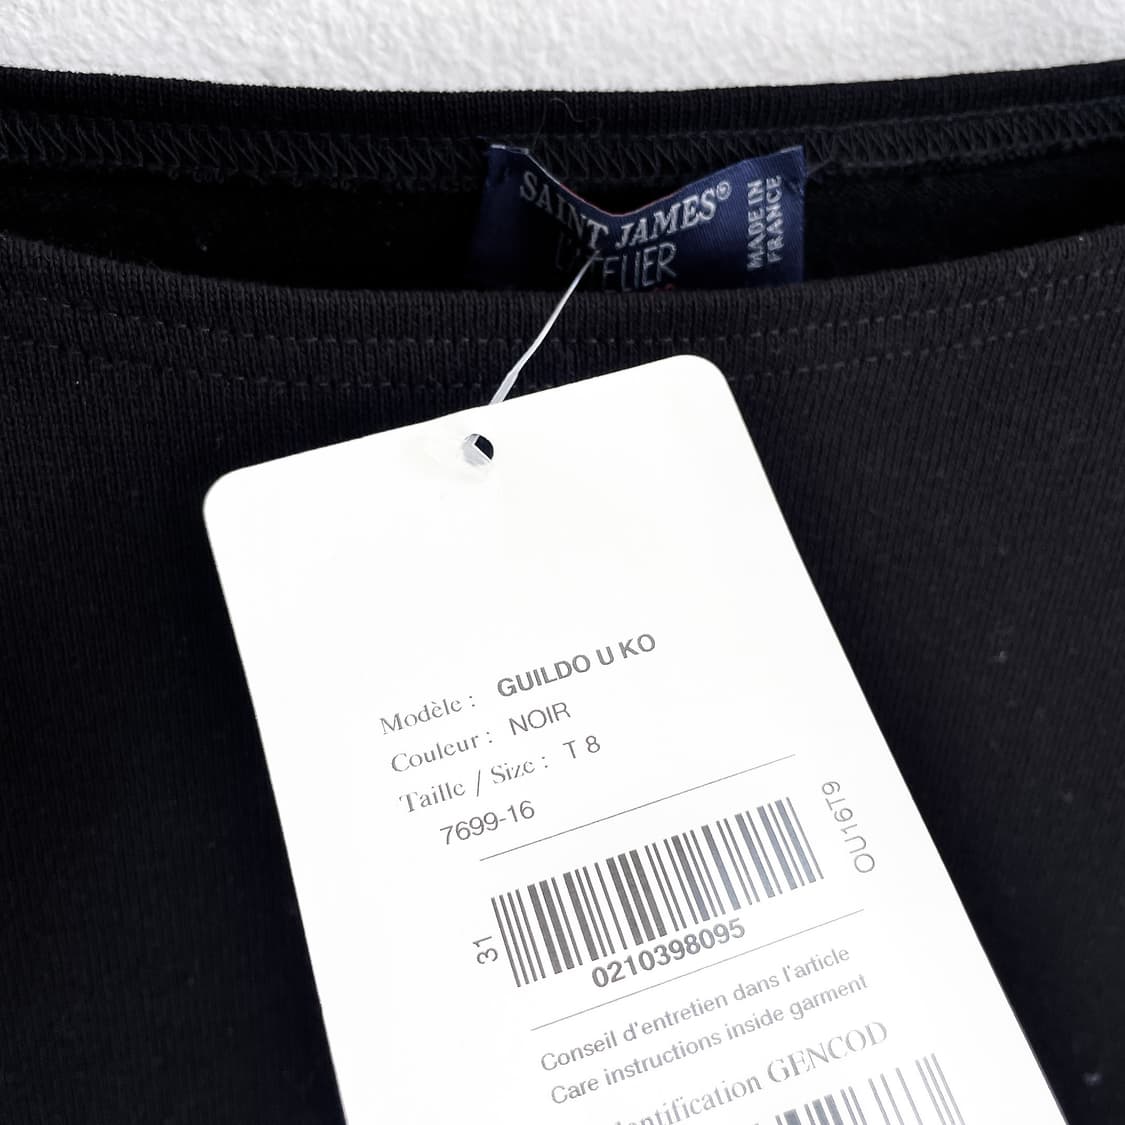 SAINT JAMES®
L'ATELIER
MADE IN
FRANCE
Modèle : GUILDO U KO
Couleur : NOIR
Taille / Size : T 8
7699-16
OU16T9
31
0210398095
Conseil d'entretien dans l'article
Care instructions inside garment
GENCOD